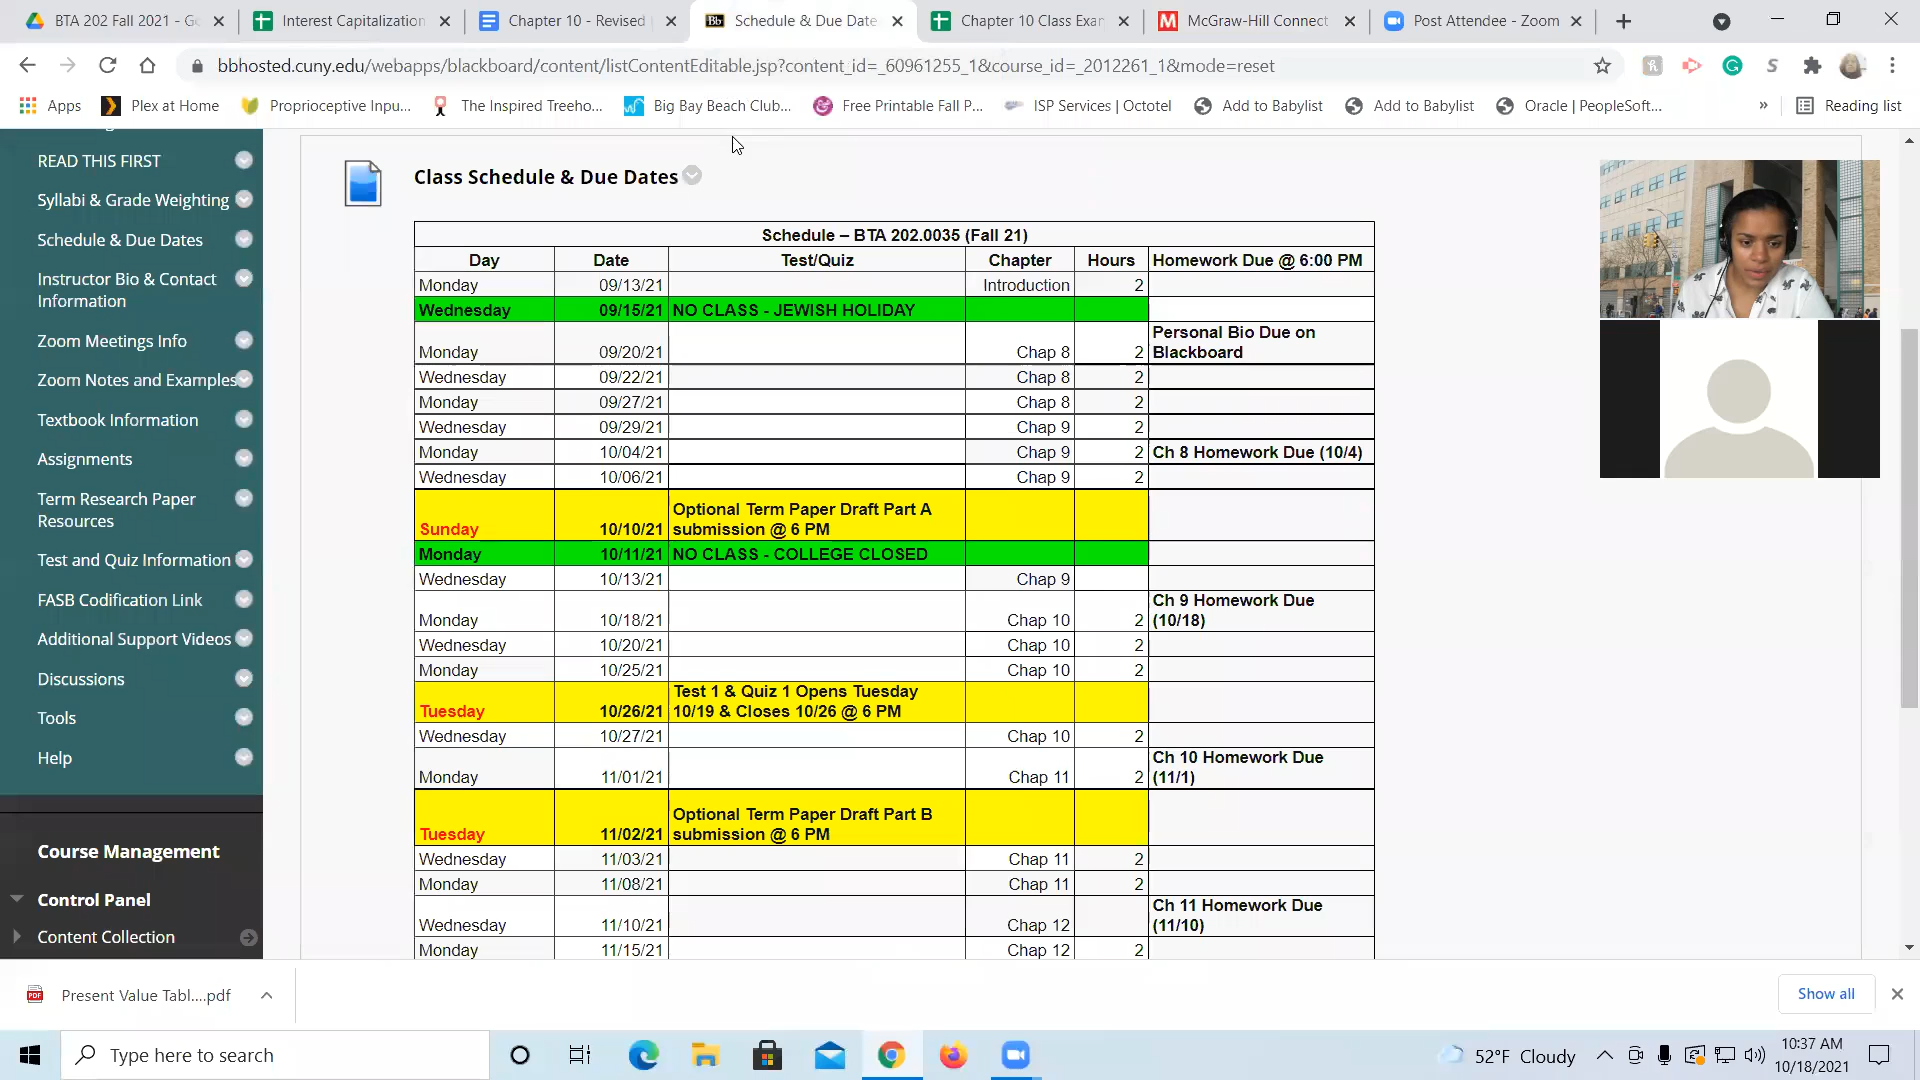 BTA 202 Fall 2021 - Ge
Interest Capitalization
Chapter 10 - Revised
Schedule & Due Date
Chapter 10 Class Exam
McGraw-Hill Connect
Post Attendee - Zoom
bbhosted.cuny.edu/webapps/blackboard/content/listContentEditable.jsp?content_id=_60961255_1&course_id=_2012261_1&mode=reset
Apps
Plex at Home
Proprioceptive Inpu...
The Inspired Treeho...
Big Bay Beach Club...
Free Printable Fall P...
ISP Services | Octotel
Add to Babylist
Add to Babylist
Oracle | PeopleSoft...
»
Reading list
READ THIS FIRST
Syllabi & Grade Weighting
Schedule & Due Dates
Instructor Bio & Contact
Information
Zoom Meetings Info
Zoom Notes and Examples
Textbook Information
Assignments
Term Research Paper
Resources
Test and Quiz Information
FASB Codification Link
Additional Support Videos
Discussions
Tools
Help
Course Management
Control Panel
Content Collection
Class Schedule & Due Dates
Schedule – BTA 202.0035 (Fall 21)
Day Date Test/Quiz Chapter Hours Homework Due @ 6:00 PM
Monday 09/13/21 Introduction 2
Wednesday 09/15/21 NO CLASS - JEWISH HOLIDAY
Personal Bio Due on
Monday 09/20/21 Chap 8 2 Blackboard
Wednesday 09/22/21 Chap 8 2
Monday 09/27/21 Chap 8 2
Wednesday 09/29/21 Chap 9 2
Monday 10/04/21 Chap 9 2 Ch 8 Homework Due (10/4)
Wednesday 10/06/21 Chap 9 2
Optional Term Paper Draft Part A
Sunday 10/10/21 submission @ 6 PM
Monday 10/11/21 NO CLASS - COLLEGE CLOSED
Wednesday 10/13/21 Chap 9
Ch 9 Homework Due
Monday 10/18/21 Chap 10 2 (10/18)
Wednesday 10/20/21 Chap 10 2
Monday 10/25/21 Chap 10 2
Test 1 & Quiz 1 Opens Tuesday
Tuesday 10/26/21 10/19 & Closes 10/26 @ 6 PM
Wednesday 10/27/21 Chap 10 2
Ch 10 Homework Due
Monday 11/01/21 Chap 11 2 (11/1)
Optional Term Paper Draft Part B
Tuesday 11/02/21 submission @ 6 PM
Wednesday 11/03/21 Chap 11 2
Monday 11/08/21 Chap 11 2
Ch 11 Homework Due
Wednesday 11/10/21 Chap 12 2 (11/10)
Monday 11/15/21 Chap 12 2
Present Value Tabl....pdf
Show all
Type here to search
52°F Cloudy
10:37 AM
10/18/2021